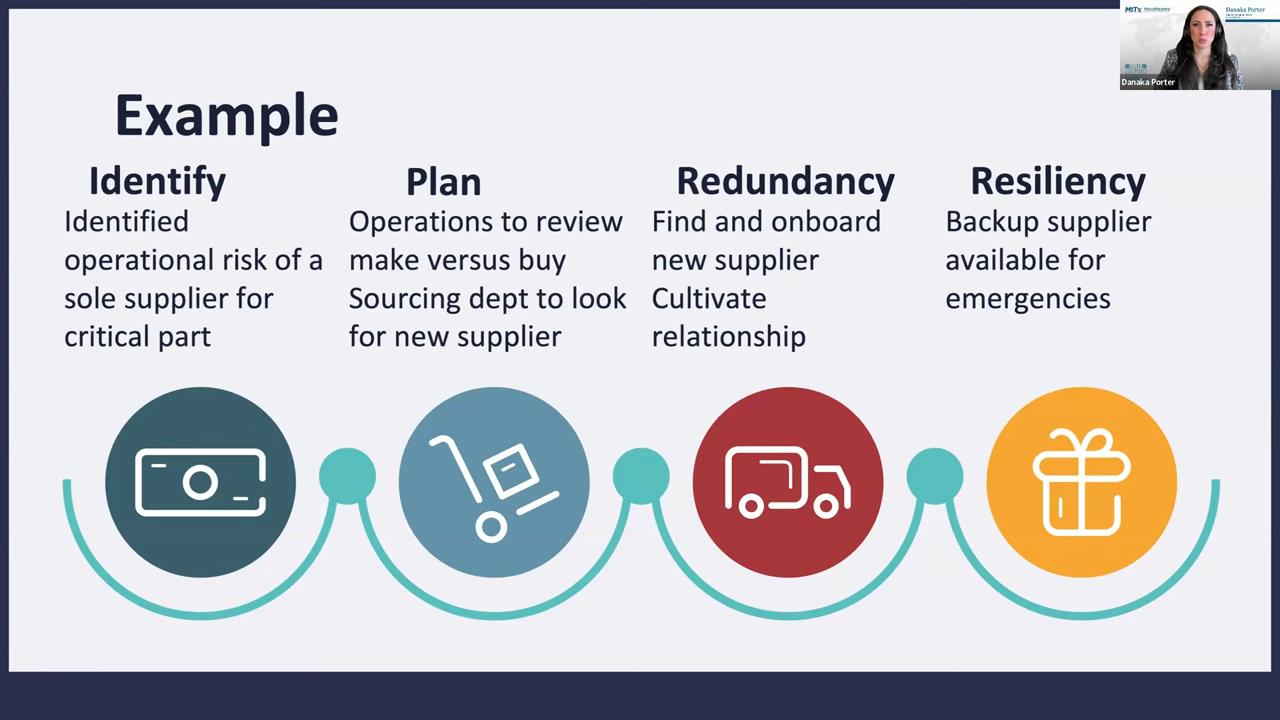 Example
Identify
Identified
operational risk of a
sole supplier for
critical part
Plan
Operations to review
make versus buy
Sourcing dept to look
for new supplier
Redundancy
Find and onboard
new supplier
Cultivate
relationship
Resiliency
Backup supplier
available for
emergencies
MITx MicroMasters
Danaka Porter
Danaka Porter